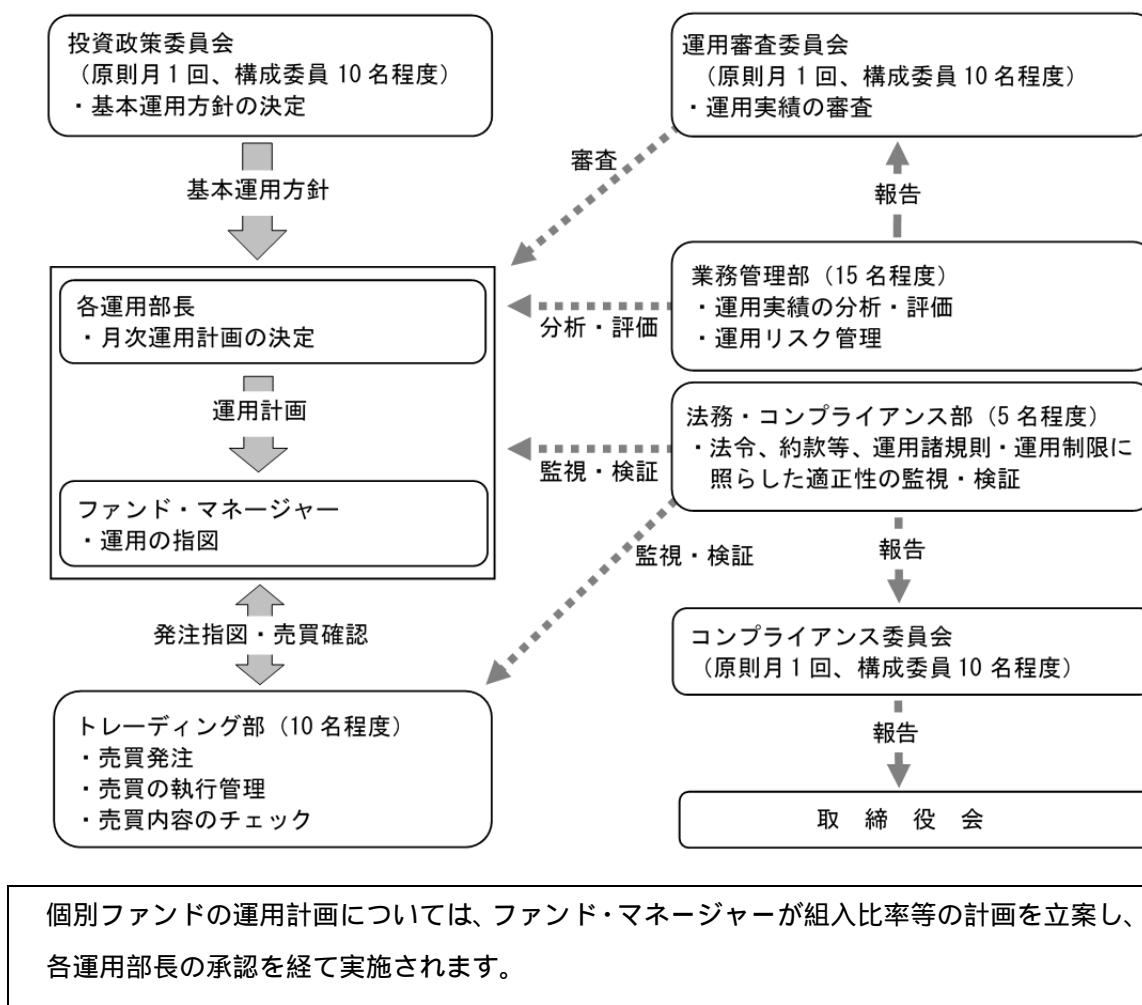 投資政策委員会
（原則月１回、構成委員 10 名程度）
・基本運用方針の決定
基本運用方針
各運用部長
・月次運用計画の決定
運用計画
ファンド・マネージャー
・運用の指図
発注指図・売買確認
トレーディング部（10 名程度）
・売買発注
・売買の執行管理
・売買内容のチェック
運用審査委員会
（原則月１回、構成委員 10 名程度）
・運用実績の審査
審査
報告
業務管理部（15 名程度）
・運用実績の分析・評価
・運用リスク管理
分析・評価
法務・コンプライアンス部（5 名程度）
・法令、約款等、運用諸規則・運用制限に
照らした適正性の監視・検証
監視・検証
監視・検証
報告
コンプライアンス委員会
（原則月１回、構成委員 10 名程度）
報告
取　締　役　会
個別ファンドの運用計画については、ファンド・マネージャーが組入比率等の計画を立案し、
各運用部長の承認を経て実施されます。